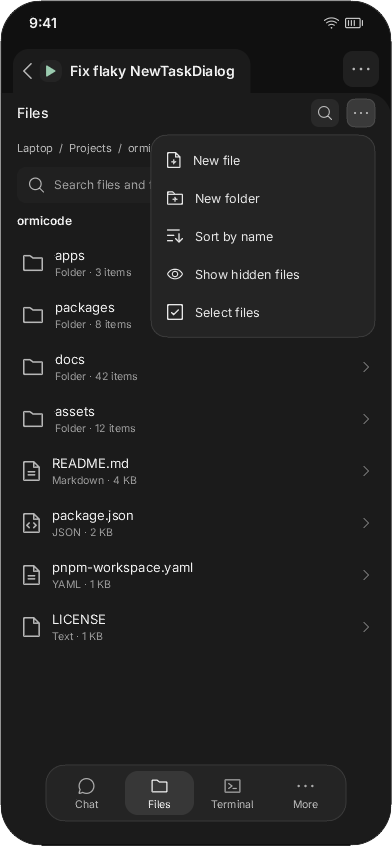 9:41
Fix flaky NewTaskDialog
Files
Laptop / Projects / ormi
Search files and
ormicode
New file
New folder
Sort by name
Show hidden files
Select files
apps
Folder · 3 items
packages
Folder · 8 items
docs
Folder · 42 items
assets
Folder · 12 items
README.md
Markdown · 4 KB
package.json
JSON · 2 KB
pnpm-workspace.yaml
YAML · 1 KB
LICENSE
Text · 1 KB
Chat
Files
Terminal
More